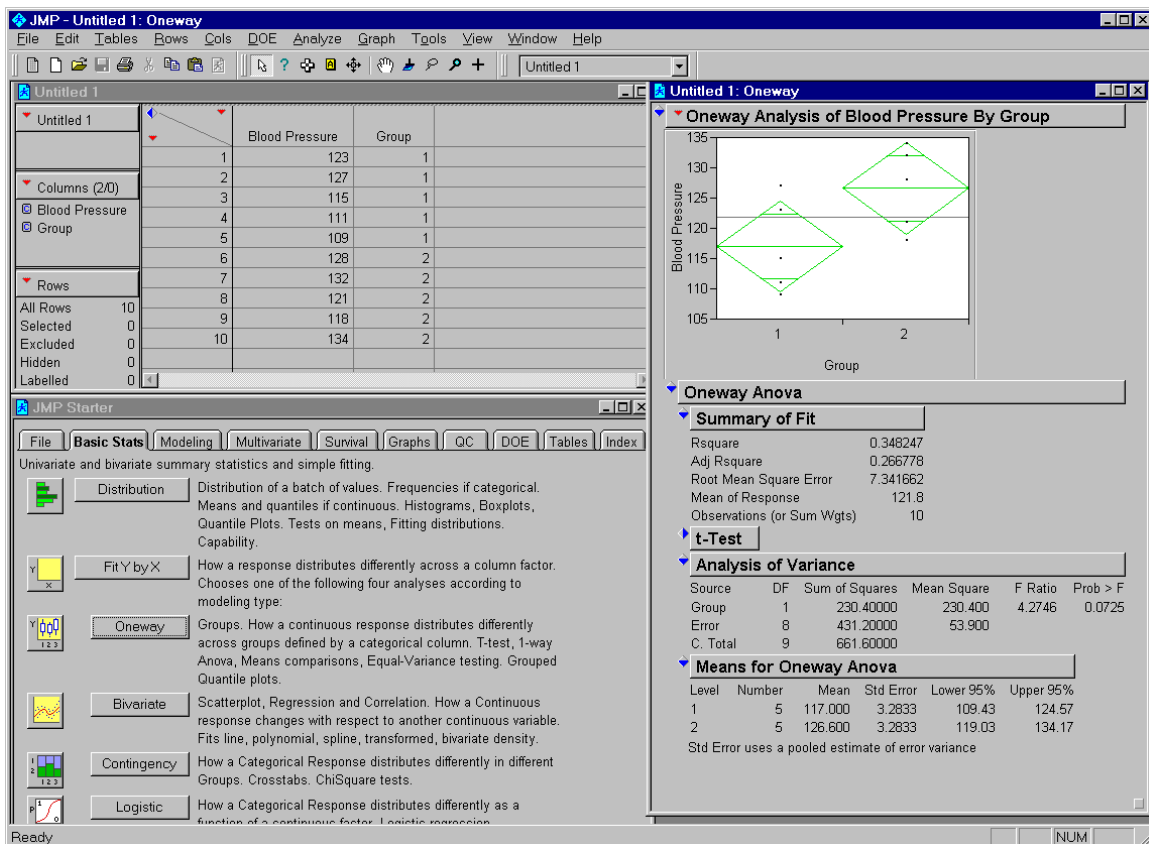 JMP - Untitled 1: Oneway
File Edit Tables Rows Cols DOE Analyze Graph Tools View Window Help
Untitled 1
Untitled 1
Untitled 1
Columns (2/0)
Blood Pressure
Group
Rows
All Rows 10
Selected 0
Excluded 0
Hidden 0
Labelled 0
Blood Pressure Group
1 123 1
2 127 1
3 115 1
4 111 1
5 109 1
6 128 2
7 132 2
8 121 2
9 118 2
10 134 2
JMP Starter
File Basic Stats Modeling Multivariate Survival Graphs QC DOE Tables Index
Univariate and bivariate summary statistics and simple fitting.
Distribution
Distribution of a batch of values. Frequencies if categorical.
Means and quantiles if continuous. Histograms, Boxplots,
Quantile Plots. Tests on means, Fitting distributions.
Capability.
Y
X
Fit Y by X
How a response distributes differently across a column factor.
Chooses one of the following four analyses according to
modeling type:
Y
1 2 3
Oneway
Groups. How a continuous response distributes differently
across groups defined by a categorical column. T-test, 1-way
Anova, Means comparisons, Equal-Variance testing. Grouped
Quantile plots.
Bivariate
Scatterplot, Regression and Correlation. How a Continuous
response changes with respect to another continuous variable.
Fits line, polynomial, spline, transformed, bivariate density.
1
2
1 2 3
Contingency
How a Categorical Response distributes differently in different
Groups. Crosstabs. ChiSquare tests.
P 1
0
Logistic
How a Categorical Response distributes differently as a
function of a continuous factor. Logistic regression.
Untitled 1: Oneway
Oneway Analysis of Blood Pressure By Group
135
130
125
120
115
110
105
Blood Pressure
1 2
Group
Oneway Anova
Summary of Fit
Rsquare 0.348247
Adj Rsquare 0.266778
Root Mean Square Error 7.341662
Mean of Response 121.8
Observations (or Sum Wgts) 10
t-Test
Analysis of Variance
Source DF Sum of Squares Mean Square F Ratio Prob > F
Group 1 230.40000 230.400 4.2746 0.0725
Error 8 431.20000 53.900
C. Total 9 661.60000
Means for Oneway Anova
Level Number Mean Std Error Lower 95% Upper 95%
1 5 117.000 3.2833 109.43 124.57
2 5 126.600 3.2833 119.03 134.17
Std Error uses a pooled estimate of error variance
Ready
NUM